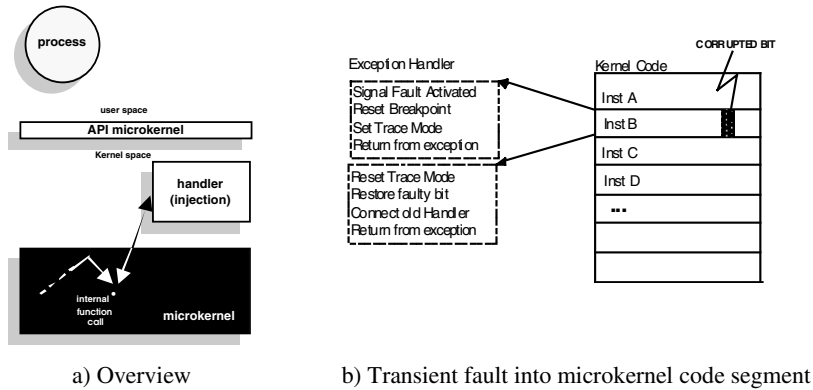 process
user space
API microkernel
Kernel space
handler
(injection)
internal
function
call
microkernel
a) Overview
CORRUPTED BIT
Exception Handler
Kernel Code
Signal Fault Activated
Reset Breakpoint
Set Trace Mode
Return from exception
Reset Trace Mode
Restore faulty bit
Connect old Handler
Return from exception
Inst A
Inst B
Inst C
Inst D
...
b) Transient fault into microkernel code segment